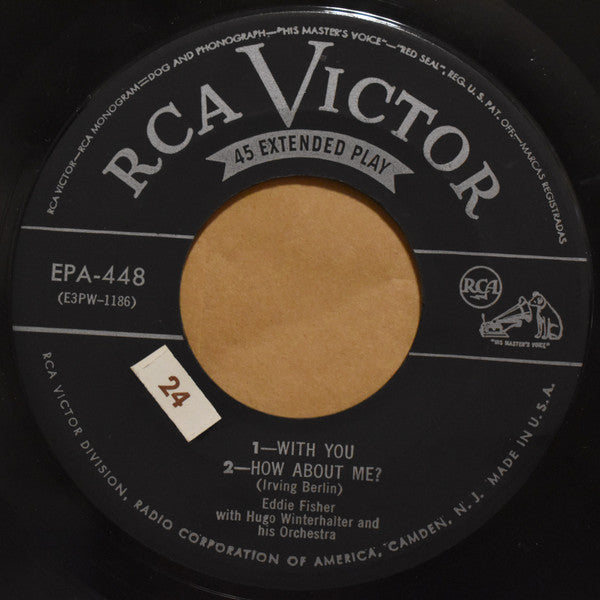 RCA VICTOR—RCA MONOGRAM—DOG AND PHONOGRAPH—"HIS MASTER'S VOICE"—"RED SEAL", REG. U.S. PAT. OFF.—MARCAS REGISTRADAS
RCA VICTOR
45 EXTENDED PLAY
EPA-448
(E3PW-1186)
RCA
"HIS MASTER'S VOICE"
24
1—WITH YOU
2—HOW ABOUT ME?
(Irving Berlin)
Eddie Fisher
with Hugo Winterhalter and
his Orchestra
RCA VICTOR DIVISION, RADIO CORPORATION OF AMERICA, CAMDEN, N. J. MADE IN U.S.A.